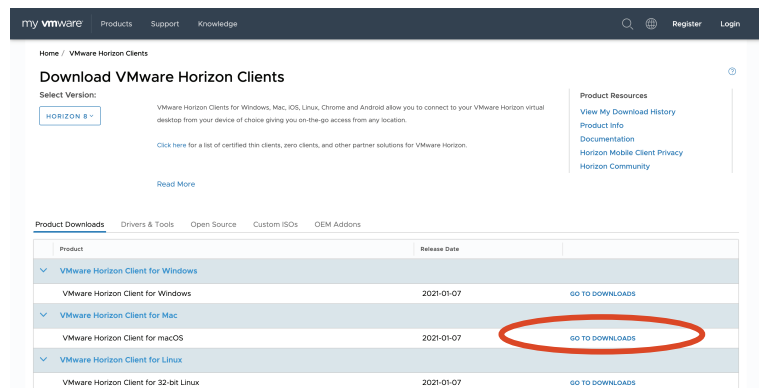 my vmware Products Support Knowledge Register Login
Home / VMware Horizon Clients
Download VMware Horizon Clients
Select Version:
HORIZON 8
VMware Horizon Clients for Windows, Mac, iOS, Linux, Chrome and Android allow you to connect to your VMware Horizon virtual
desktop from your device of choice giving you on-the-go access from any location.
Click here for a list of certified thin clients, zero clients, and other partner solutions for VMware Horizon.
Read More
Product Resources
View My Download History
Product Info
Documentation
Horizon Mobile Client Privacy
Horizon Community
Product Downloads Drivers & Tools Open Source Custom ISOs OEM Addons
Product Release Date
VMware Horizon Client for Windows
VMware Horizon Client for Windows 2021-01-07 GO TO DOWNLOADS
VMware Horizon Client for Mac
VMware Horizon Client for macOS 2021-01-07 GO TO DOWNLOADS
VMware Horizon Client for Linux
VMware Horizon Client for 32-bit Linux 2021-01-07 GO TO DOWNLOADS